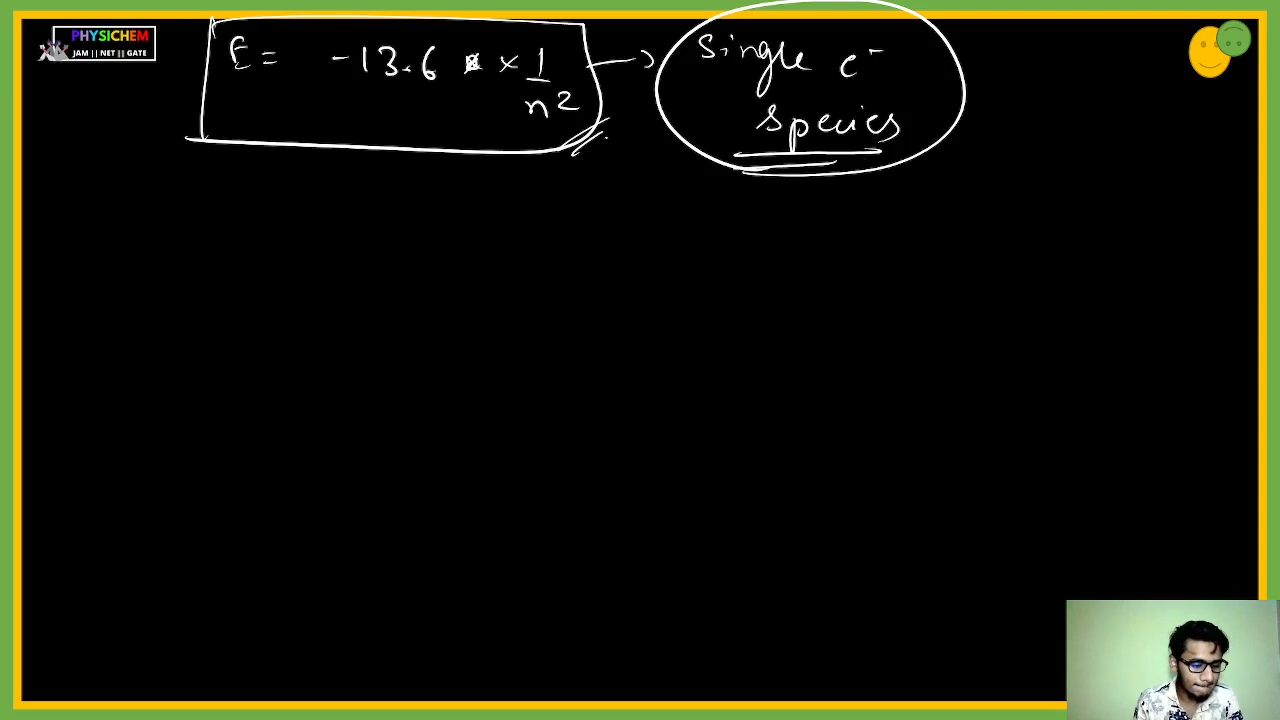 PHYSICHEM
JAM || NET || GATE
E = -13.6 × 1/n²
Single e⁻
species